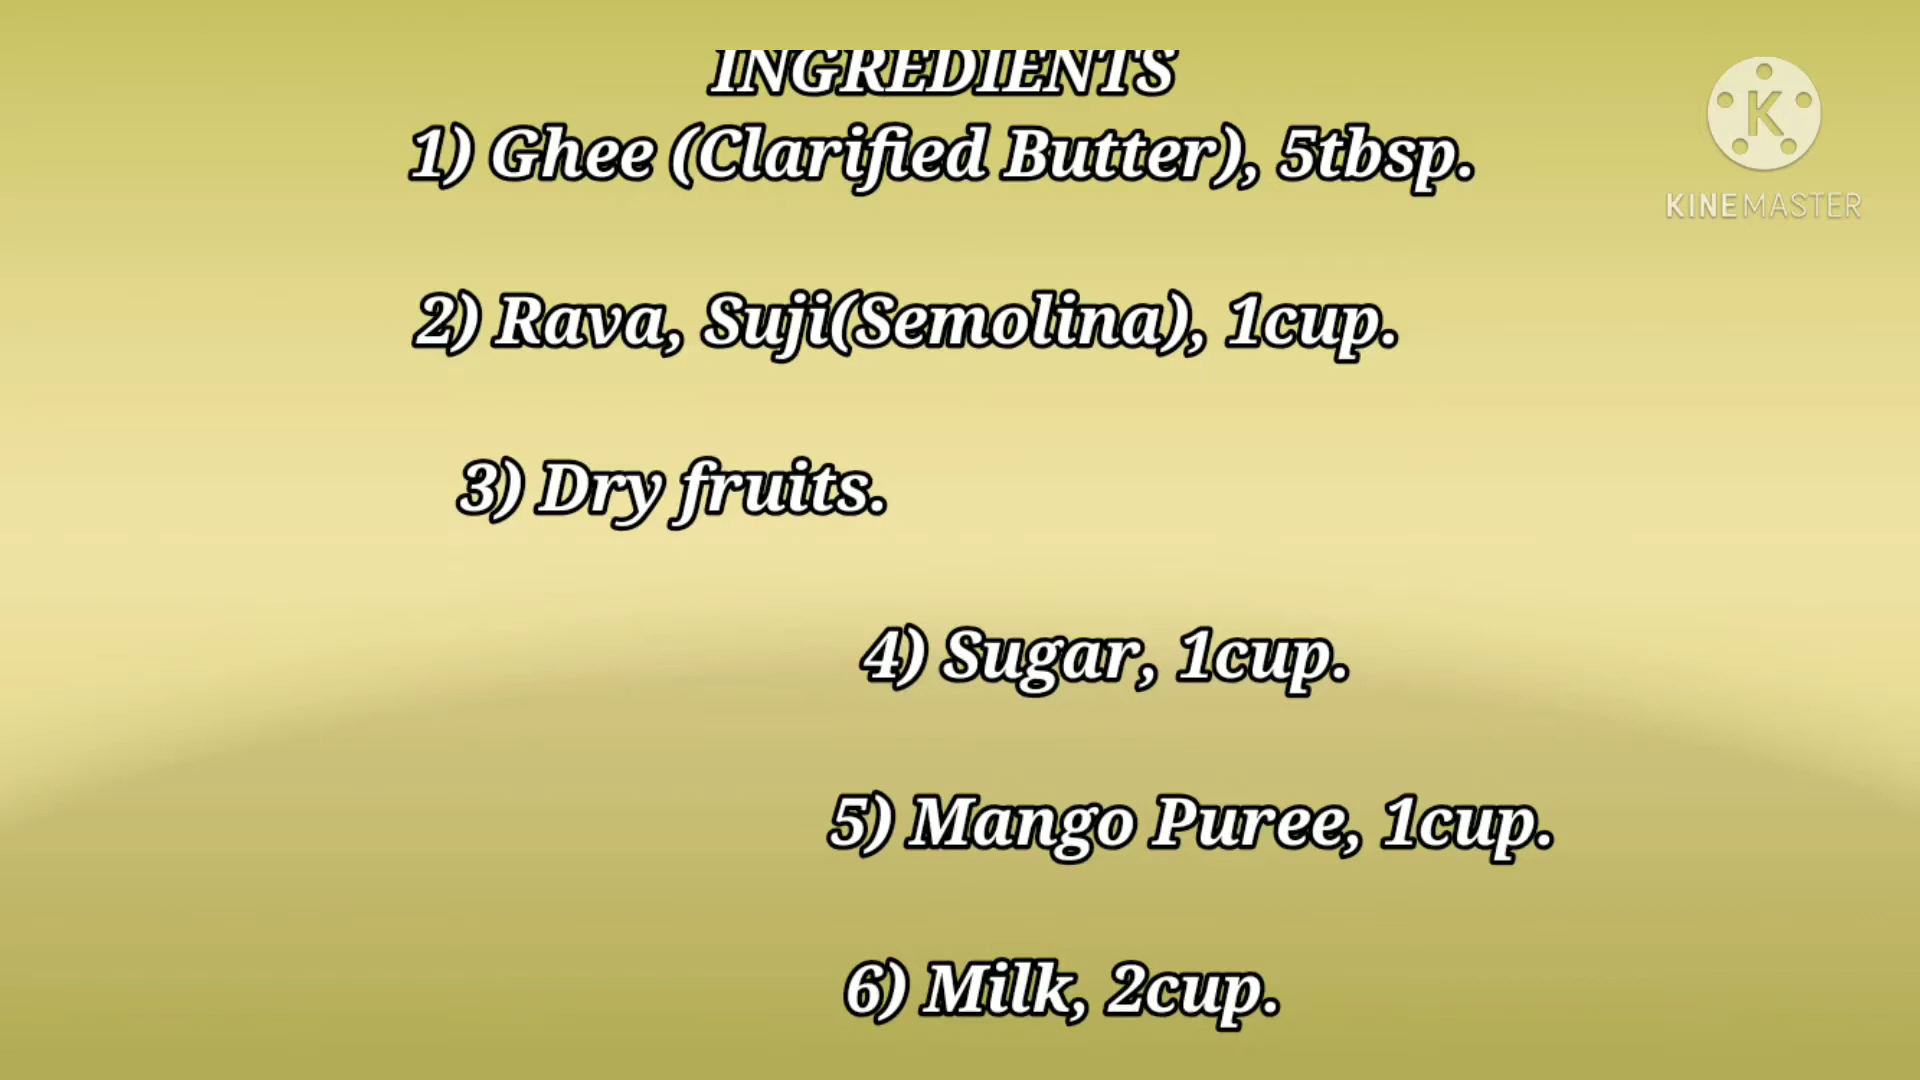 INGREDIENTS
1) Ghee (Clarified Butter), 5tbsp.
K
KINEMASTER
2) Rava, Suji(Semolina), 1cup.
3) Dry fruits.
4) Sugar, 1cup.
5) Mango Puree, 1cup.
6) Milk, 2cup.